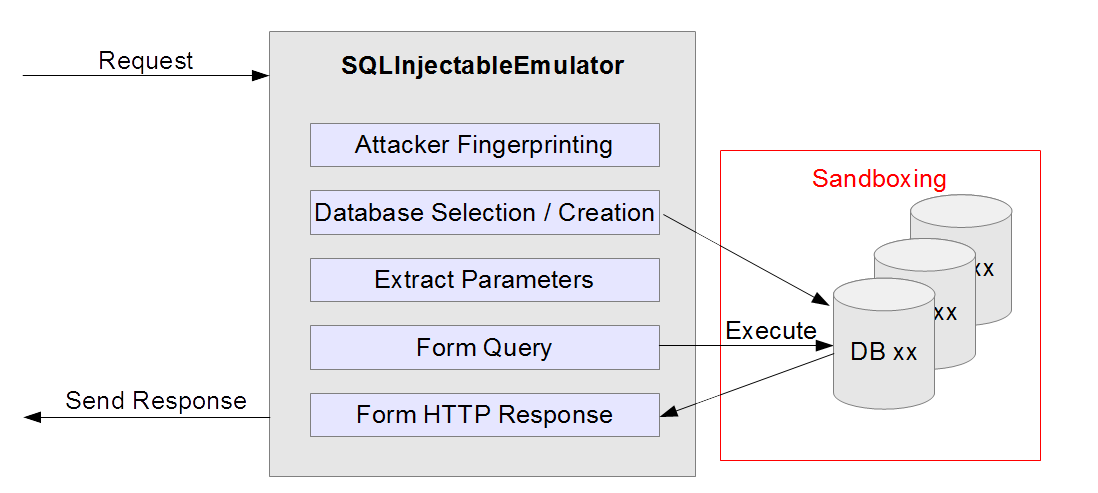 Request
SQLInjectableEmulator
Attacker Fingerprinting
Database Selection / Creation
Extract Parameters
Form Query
Form HTTP Response
Send Response
Sandboxing
Execute
xx
xx
DB xx